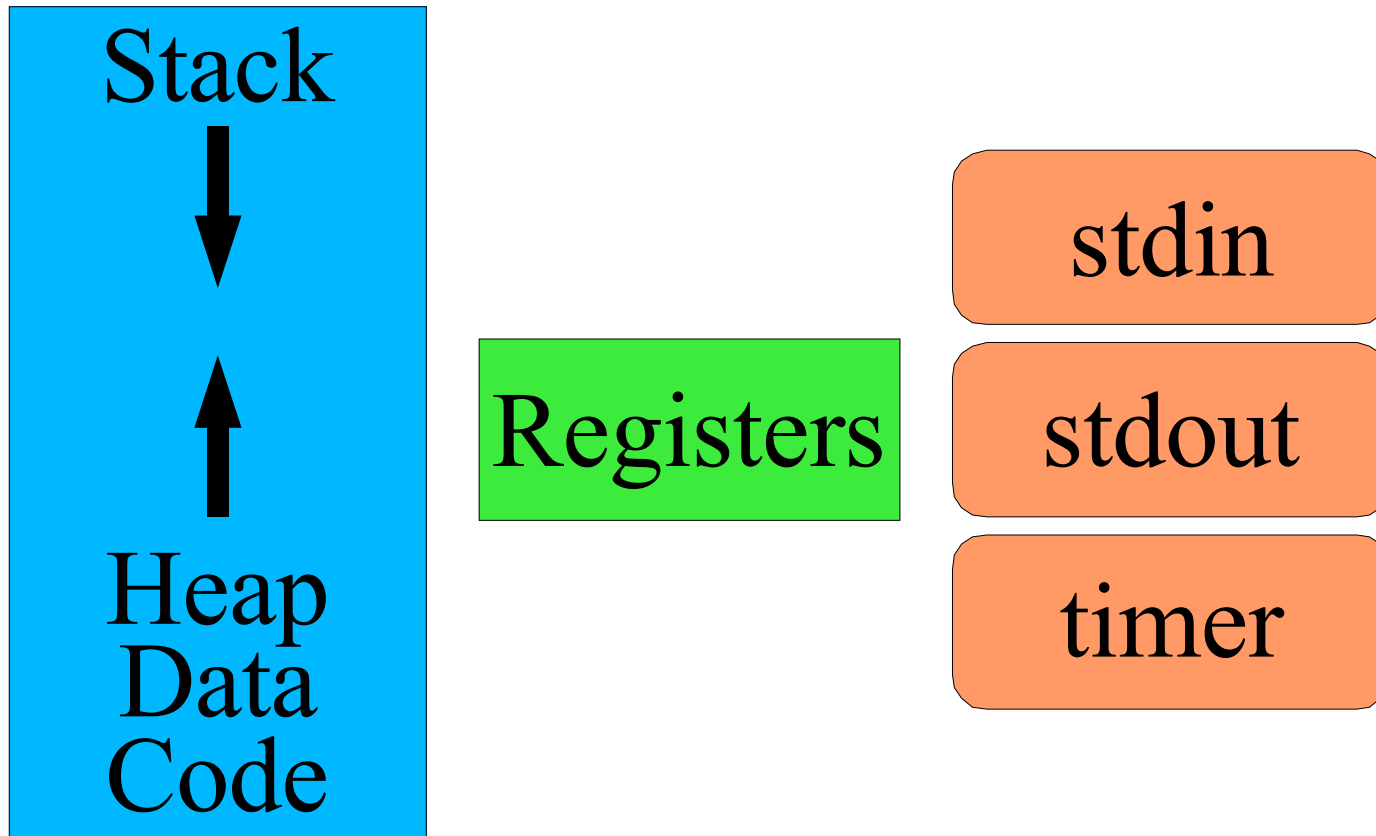 Stack
Heap
Data
Code
Registers
stdin
stdout
timer